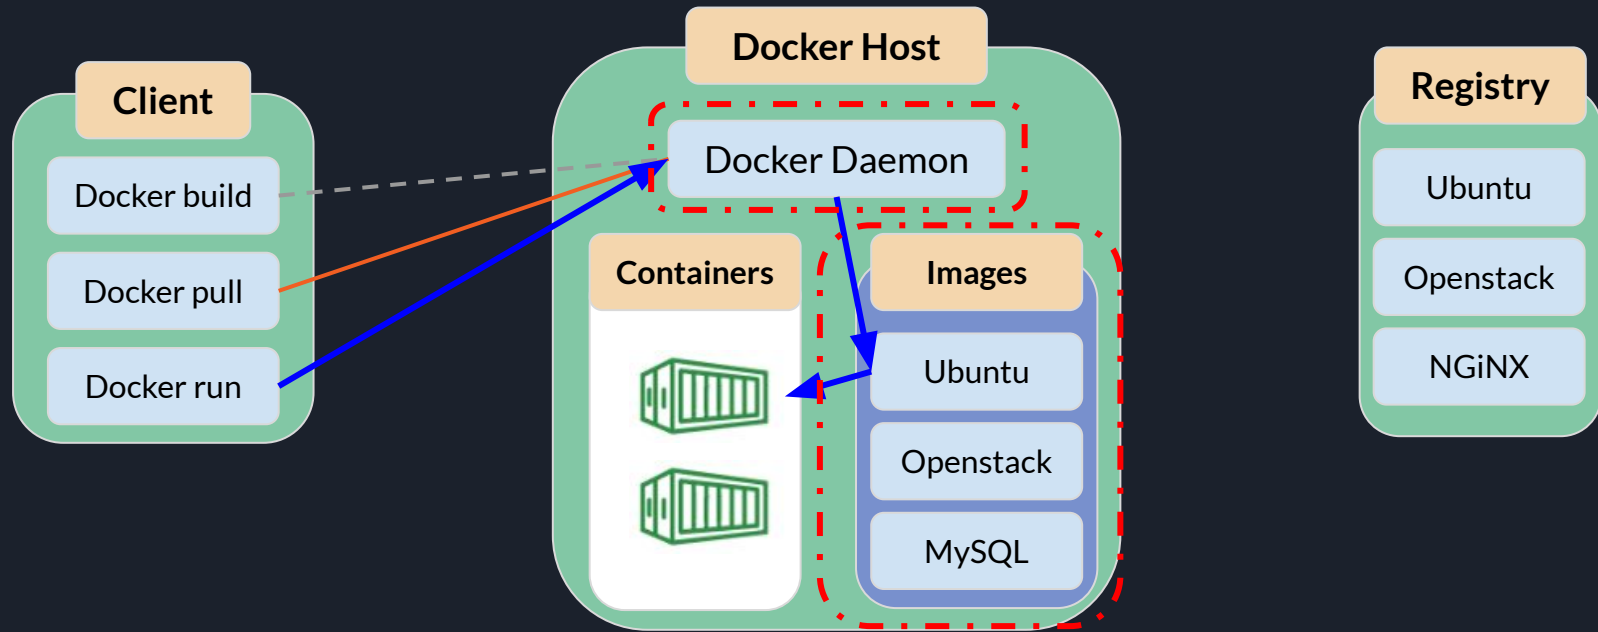 Client
Docker build
Docker pull
Docker run
Docker Host
Docker Daemon
Containers
Images
Ubuntu
Openstack
MySQL
Registry
Ubuntu
Openstack
NGiNX